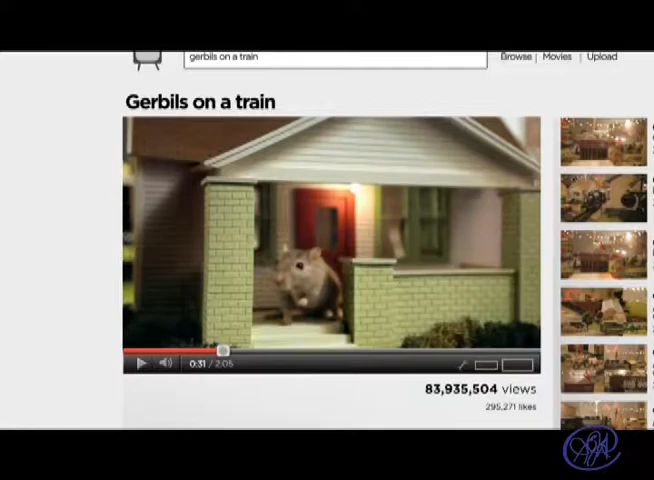 gerbils on a train
Browse | Movies | Upload
Gerbils on a train
0:31 / 2:05
83,935,504 views
295,271 likes